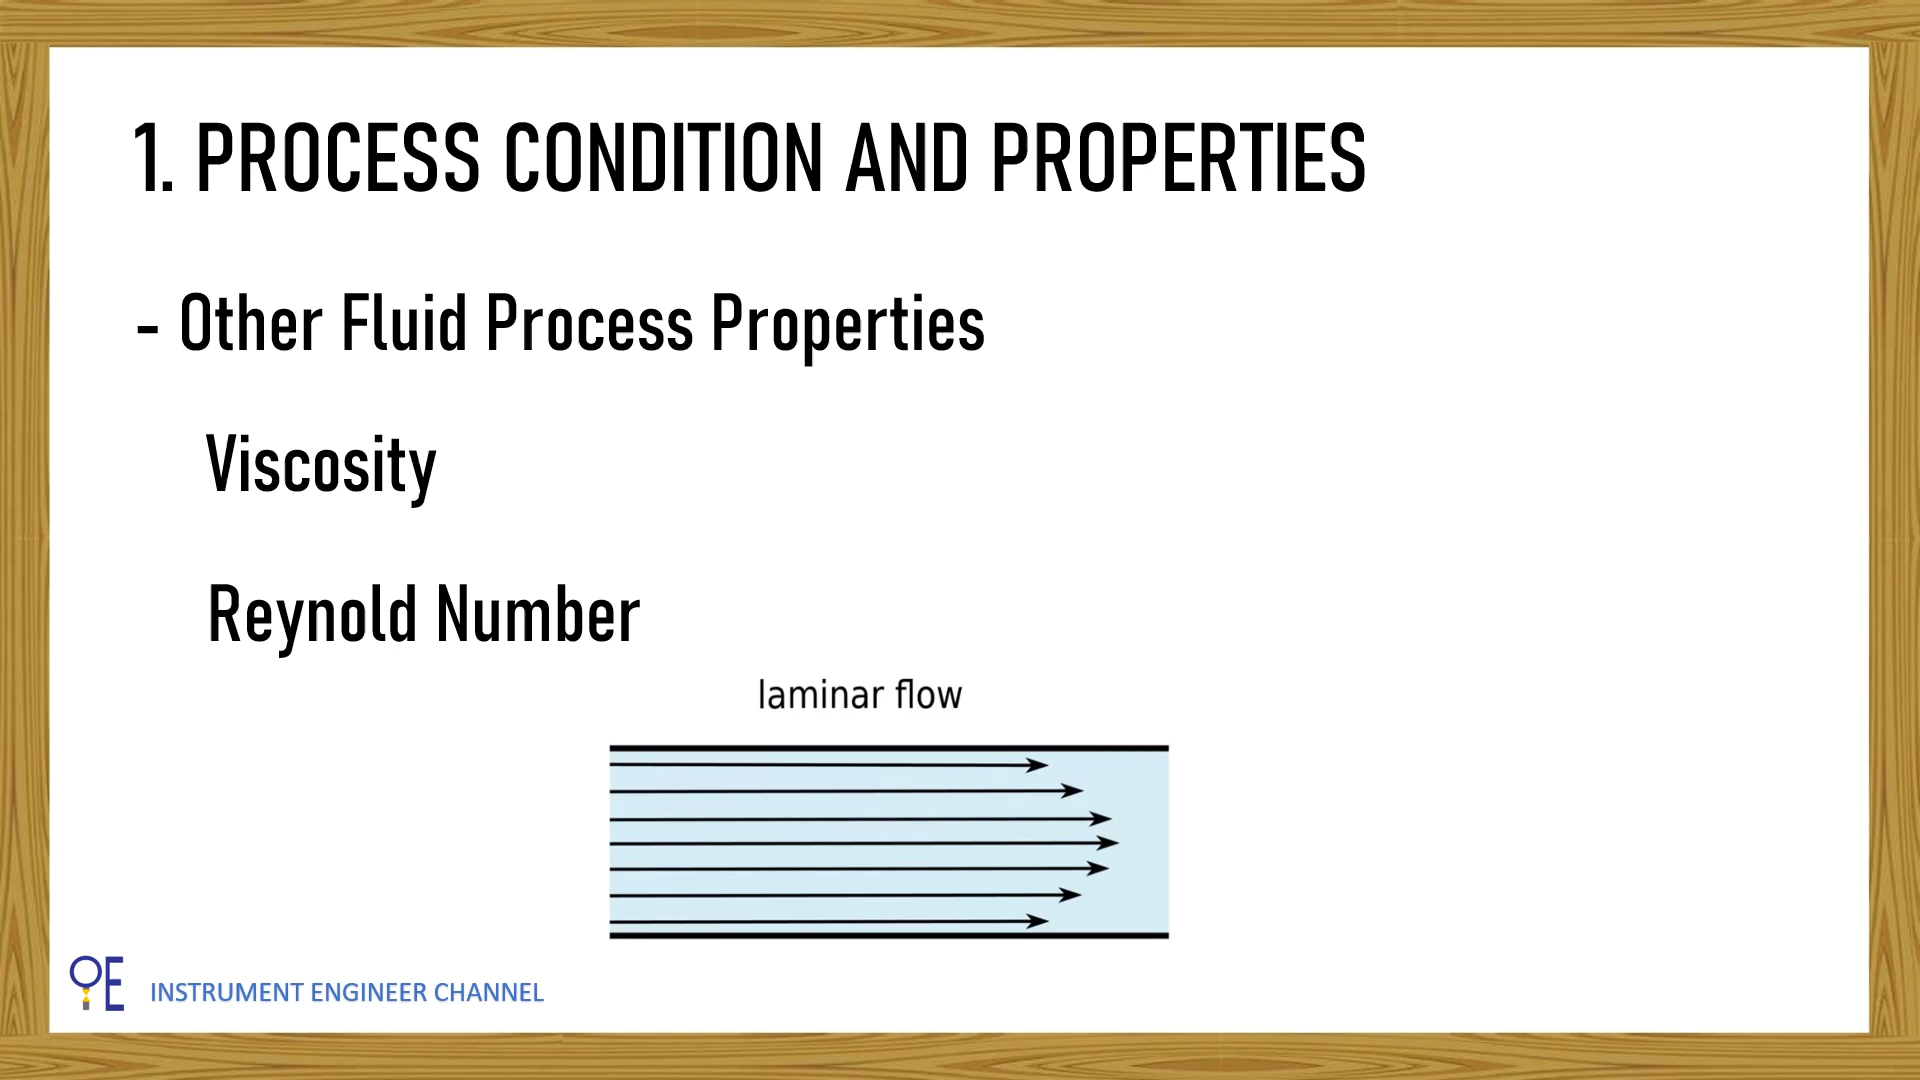 1. PROCESS CONDITION AND PROPERTIES
- Other Fluid Process Properties
Viscosity
Reynold Number
laminar flow
INSTRUMENT ENGINEER CHANNEL